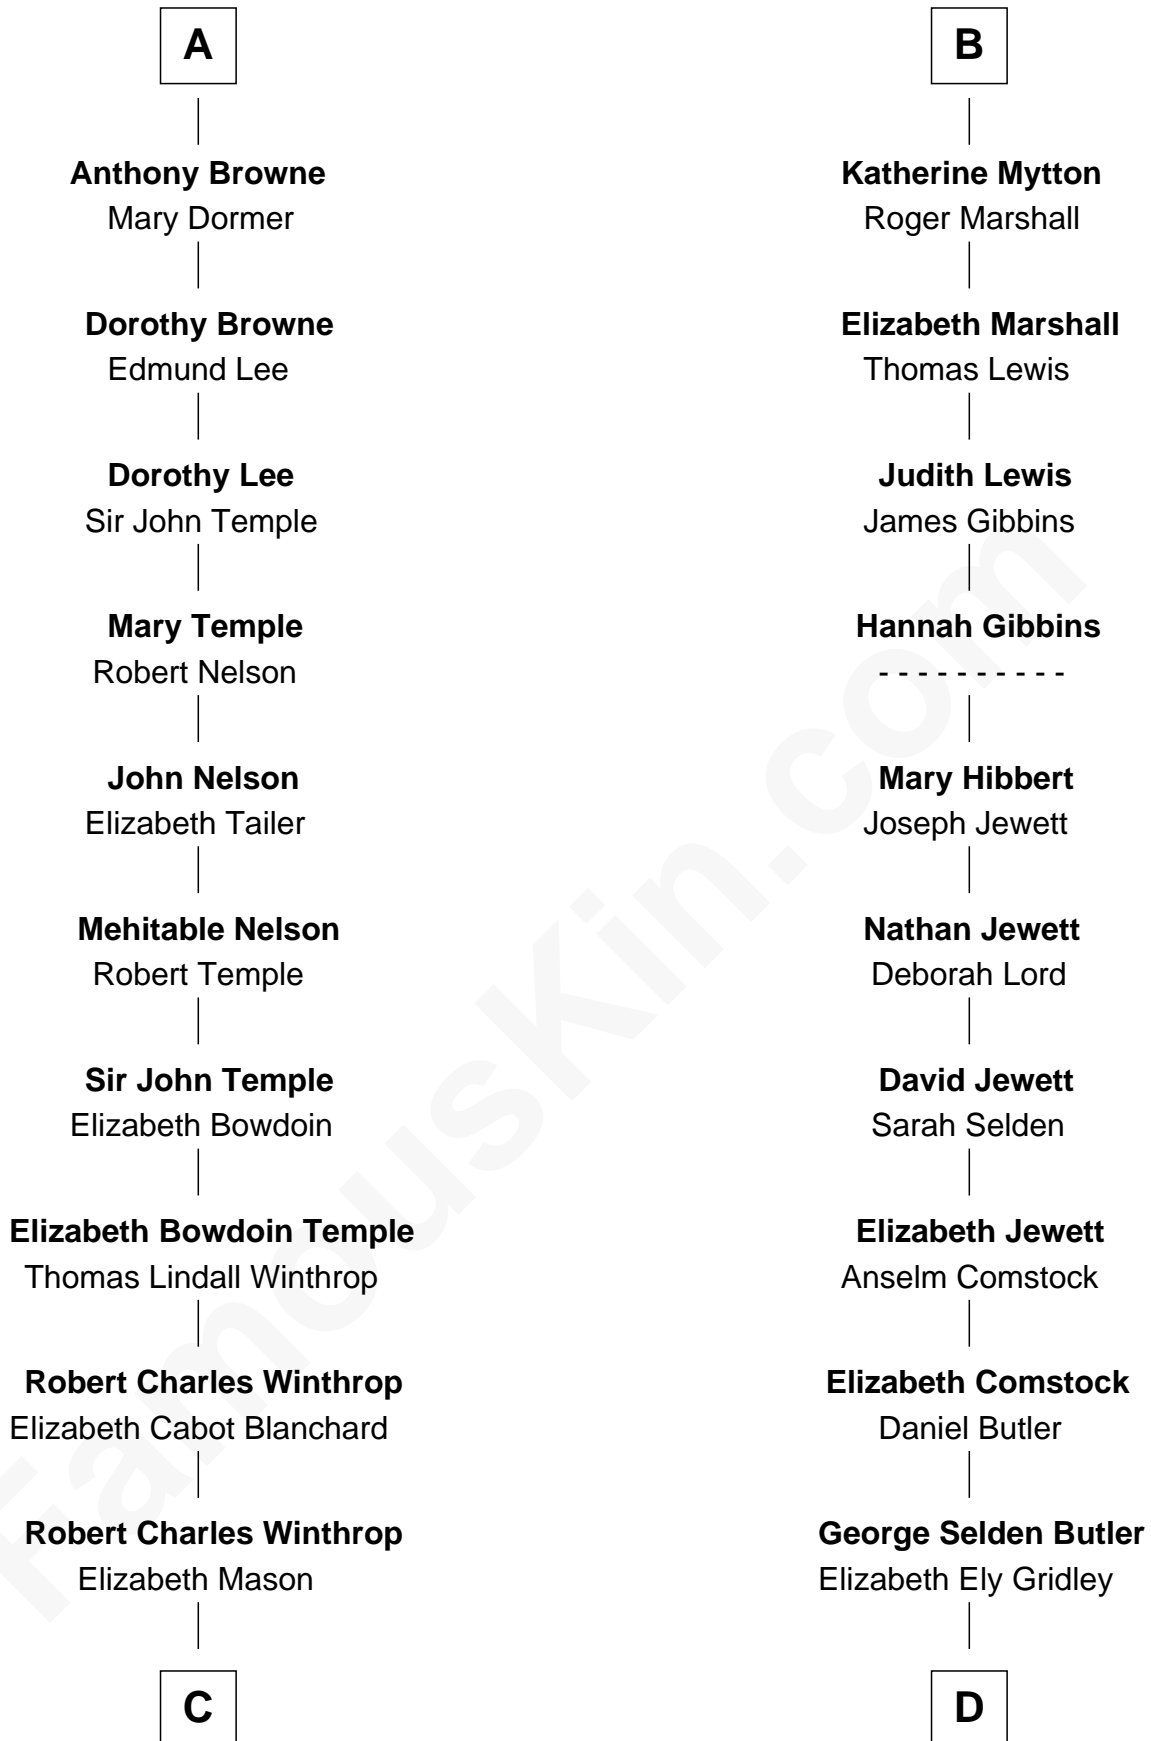 A
Anthony Browne
Mary Dormer
Dorothy Browne
Edmund Lee
Dorothy Lee
Sir John Temple
Mary Temple
Robert Nelson
John Nelson
Elizabeth Tailer
Mehitable Nelson
Robert Temple
Sir John Temple
Elizabeth Bowdoin
Elizabeth Bowdoin Temple
Thomas Lindall Winthrop
Robert Charles Winthrop
Elizabeth Cabot Blanchard
Robert Charles Winthrop
Elizabeth Mason
C
B
Katherine Mytton
Roger Marshall
Elizabeth Marshall
Thomas Lewis
Judith Lewis
James Gibbins
Hannah Gibbins
- - - - - - - - - -
Mary Hibbert
Joseph Jewett
Nathan Jewett
Deborah Lord
David Jewett
Sarah Selden
Elizabeth Jewett
Anselm Comstock
Elizabeth Comstock
Daniel Butler
George Selden Butler
Elizabeth Ely Gridley
D
FamousKin.com